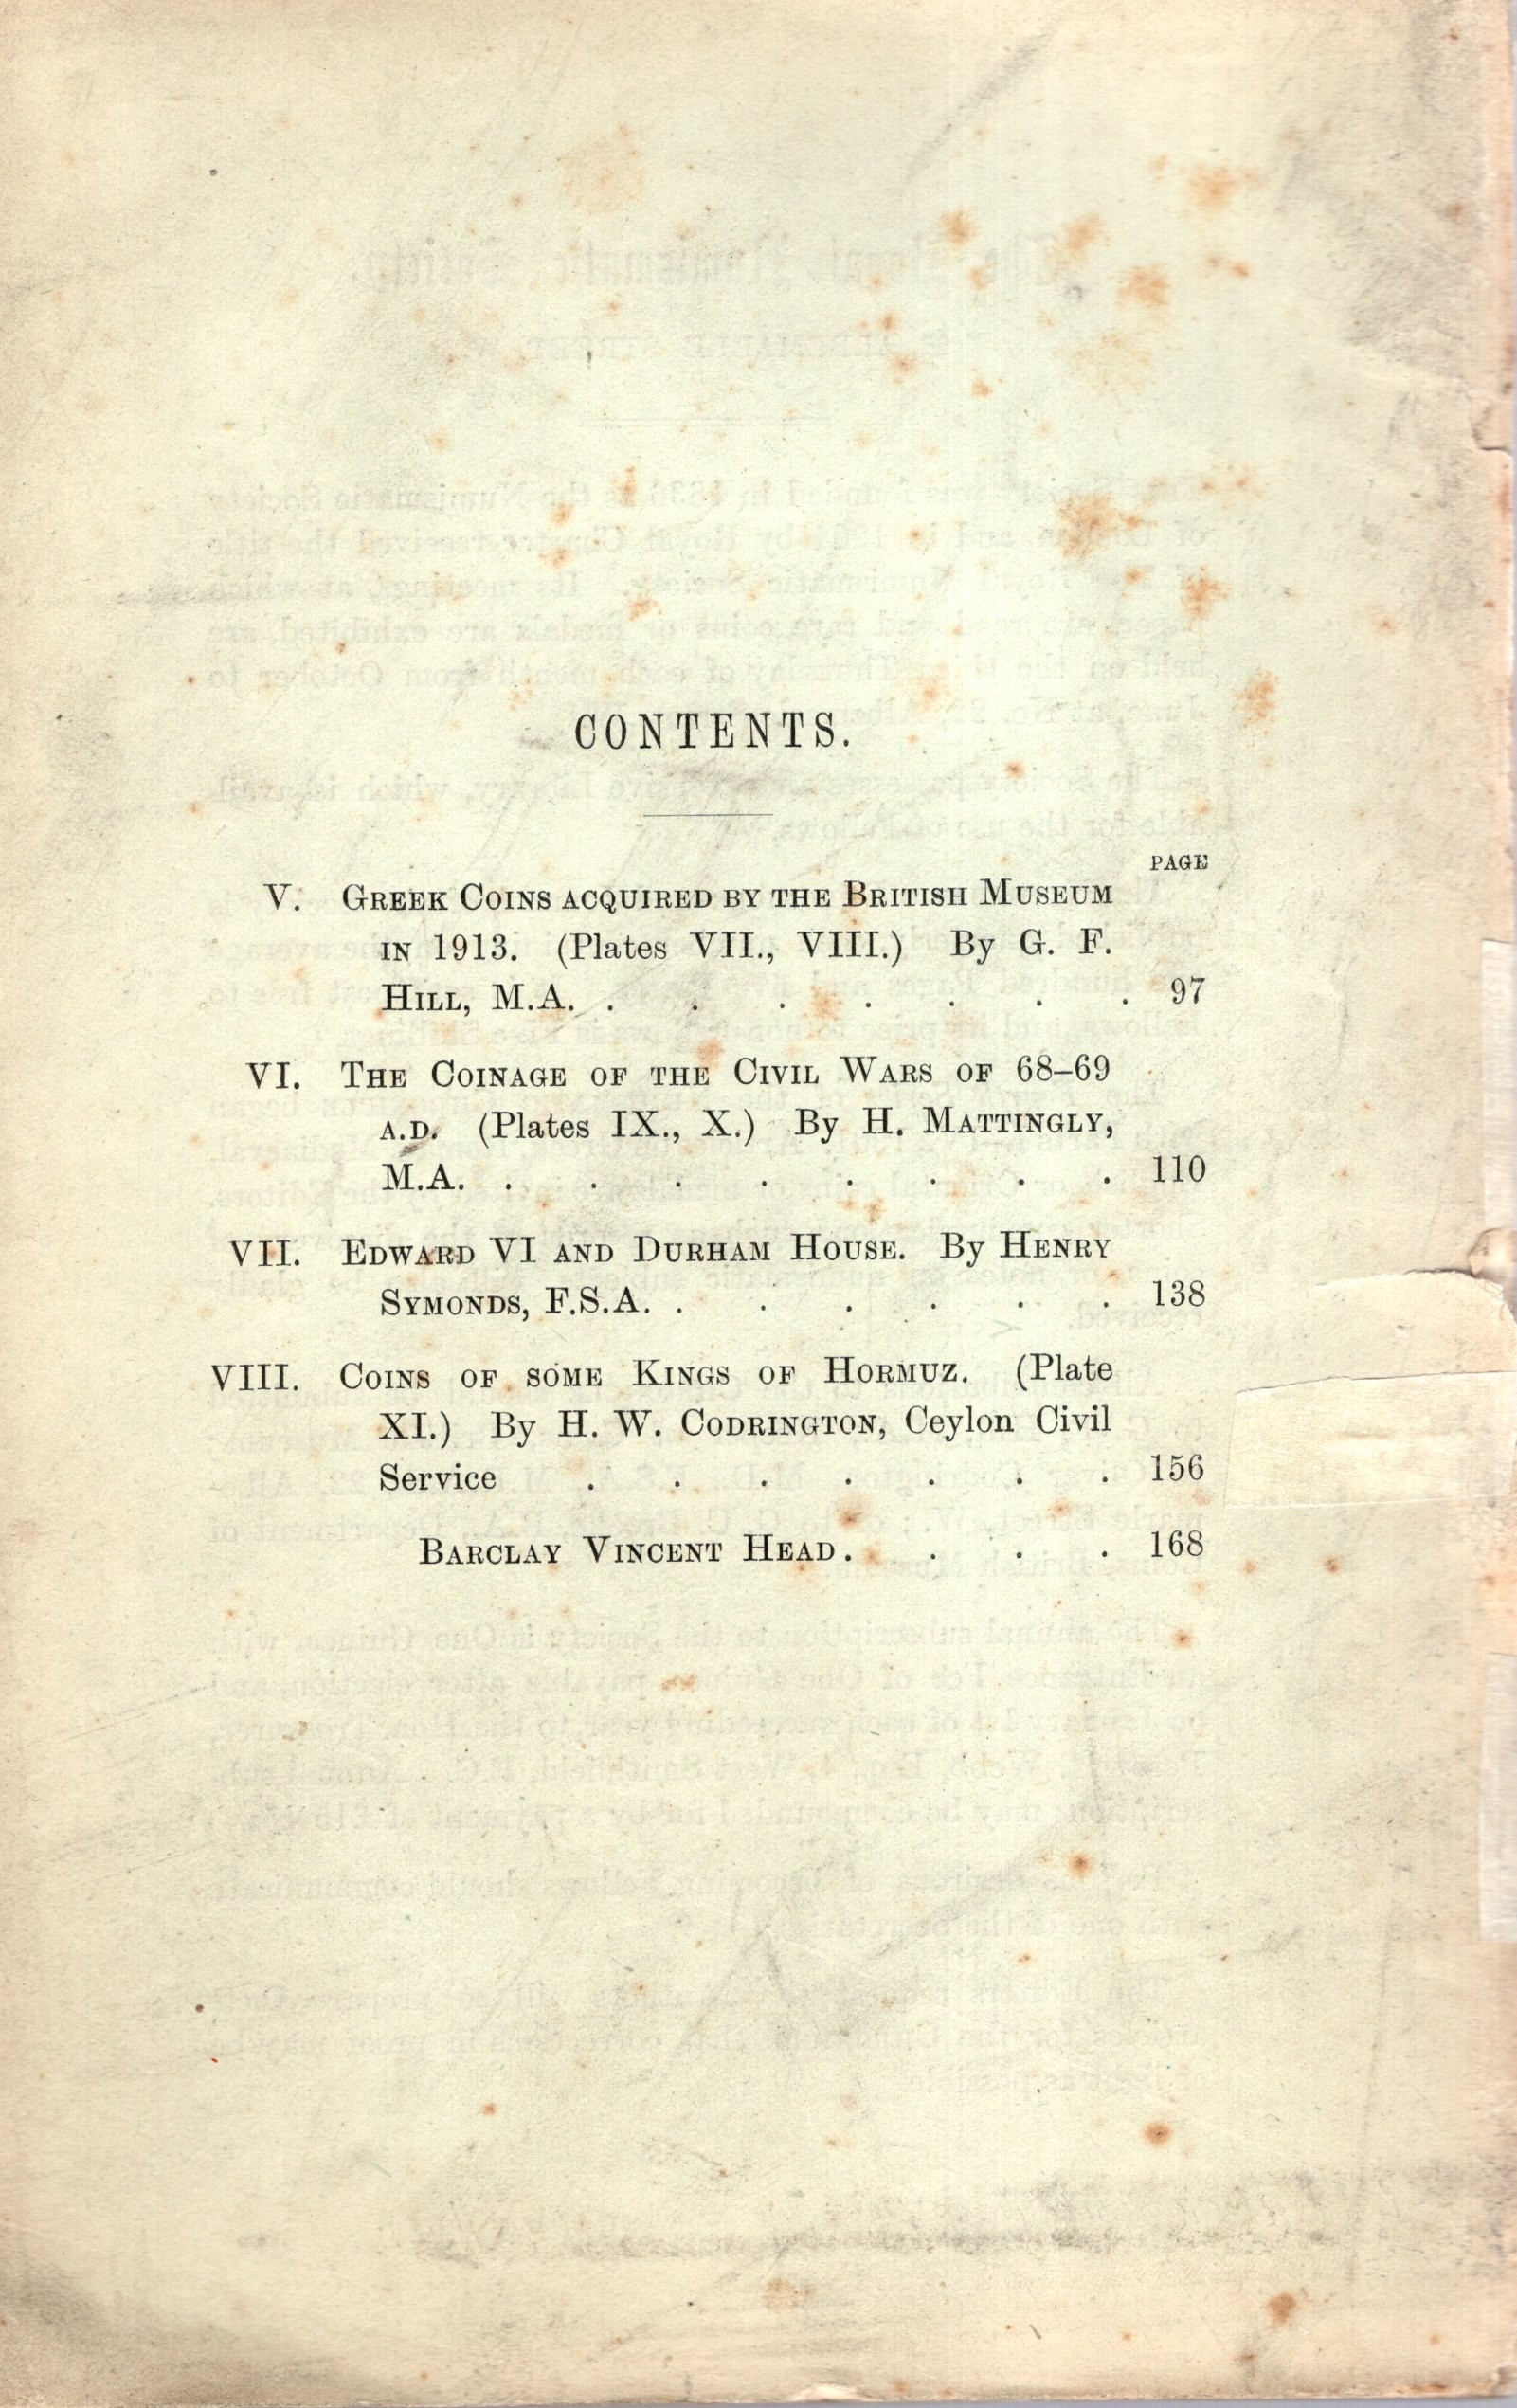 CONTENTS.
PAGE
V. GREEK COINS ACQUIRED BY THE BRITISH MUSEUM
IN 1913. (Plates VII., VIII.) By G. F.
HILL, M.A. . . . . . . . 97
VI. THE COINAGE OF THE CIVIL WARS OF 68–69
A.D. (Plates IX., X.) By H. MATTINGLY,
M.A. . . . . . . . . 110
VII. EDWARD VI AND DURHAM HOUSE. By HENRY
SYMONDS, F.S.A. . . . . . . 138
VIII. COINS OF SOME KINGS OF HORMUZ. (Plate
XI.) By H. W. CODRINGTON, Ceylon Civil
Service . . . . . . . 156
BARCLAY VINCENT HEAD . . . . 168